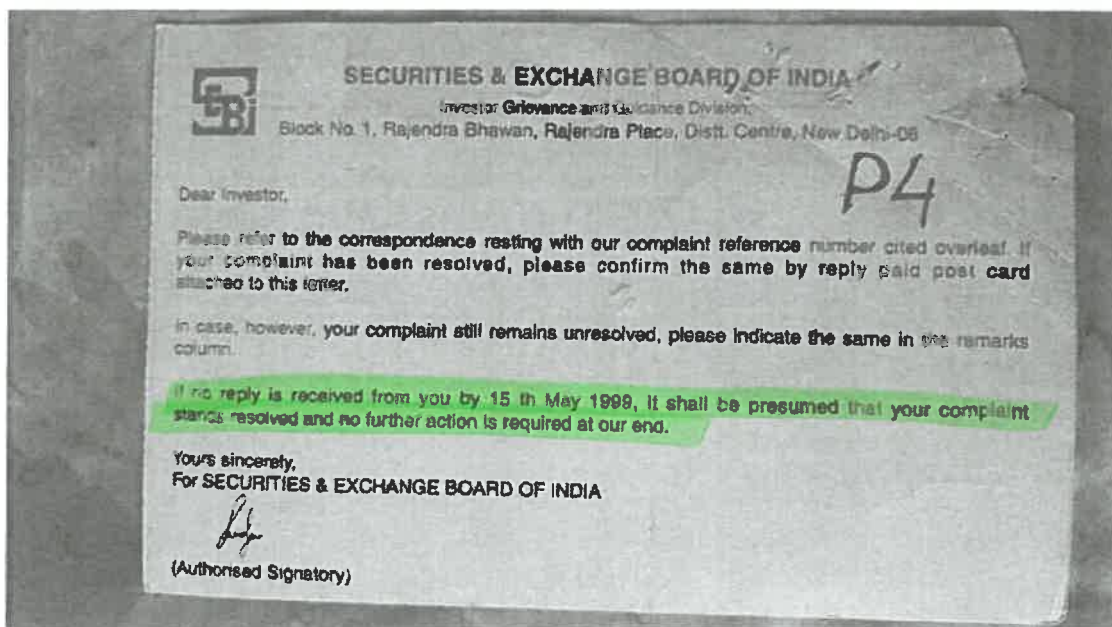 SEBI
SECURITIES & EXCHANGE BOARD OF INDIA
Investor Grievance and Guidance Division,
Block No. 1, Rajendra Bhawan, Rajendra Place, Distt. Centre, New Delhi-08
P4
Dear Investor,
Please refer to the correspondence resting with our complaint reference number cited overleaf. If
your complaint has been resolved, please confirm the same by reply paid post card
attached to this letter.
In case, however, your complaint still remains unresolved, please indicate the same in the remarks
column.
If no reply is received from you by 15 th May 1999, it shall be presumed that your complaint
stands resolved and no further action is required at our end.
Yours sincerely,
For SECURITIES & EXCHANGE BOARD OF INDIA
(Authorised Signatory)